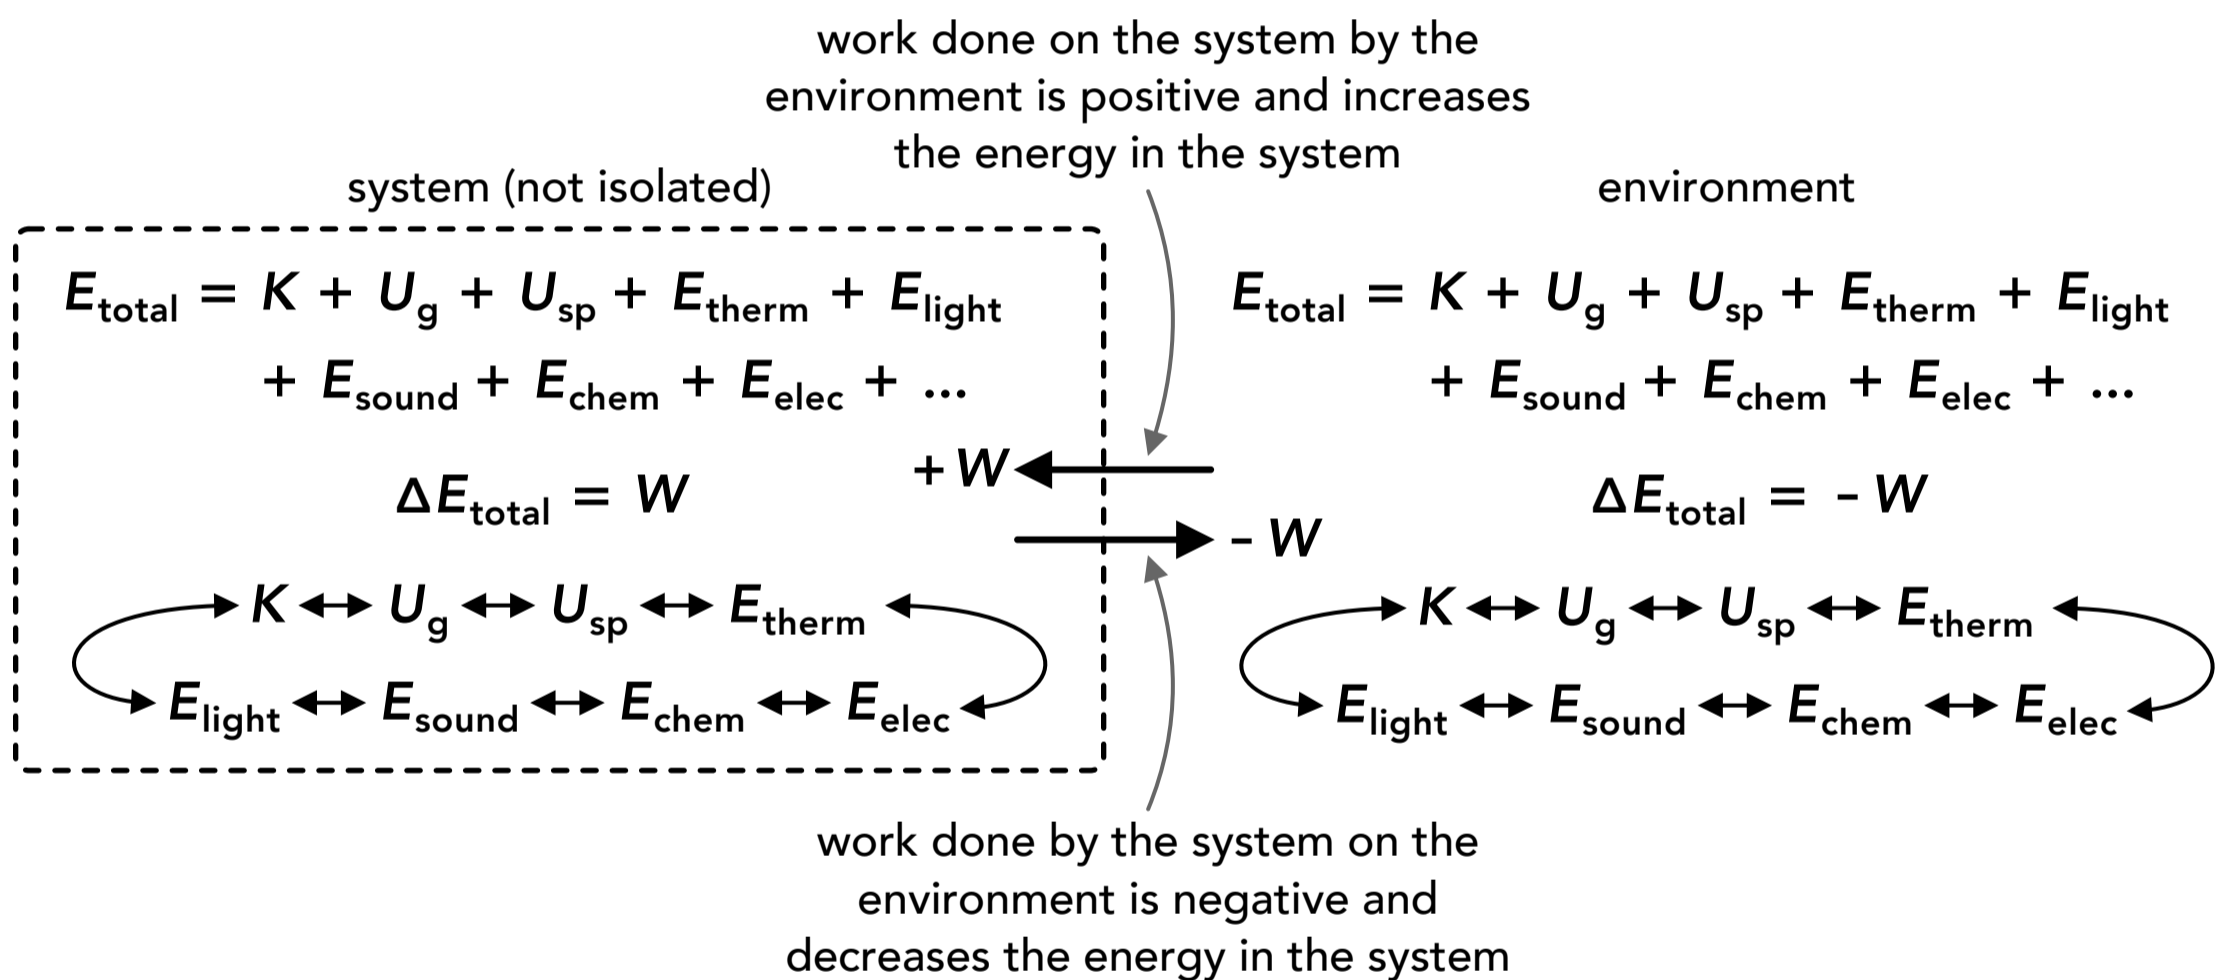 work done on the system by the
environment is positive and increases
the energy in the system
system (not isolated)
environment
E_total = K + U_g + U_sp + E_therm + E_light
+ E_sound + E_chem + E_elec + ...
ΔE_total = W
K ↔ U_g ↔ U_sp ↔ E_therm
E_light ↔ E_sound ↔ E_chem ↔ E_elec
+W
- W
E_total = K + U_g + U_sp + E_therm + E_light
+ E_sound + E_chem + E_elec + ...
ΔE_total = - W
K ↔ U_g ↔ U_sp ↔ E_therm
E_light ↔ E_sound ↔ E_chem ↔ E_elec
work done by the system on the
environment is negative and
decreases the energy in the system